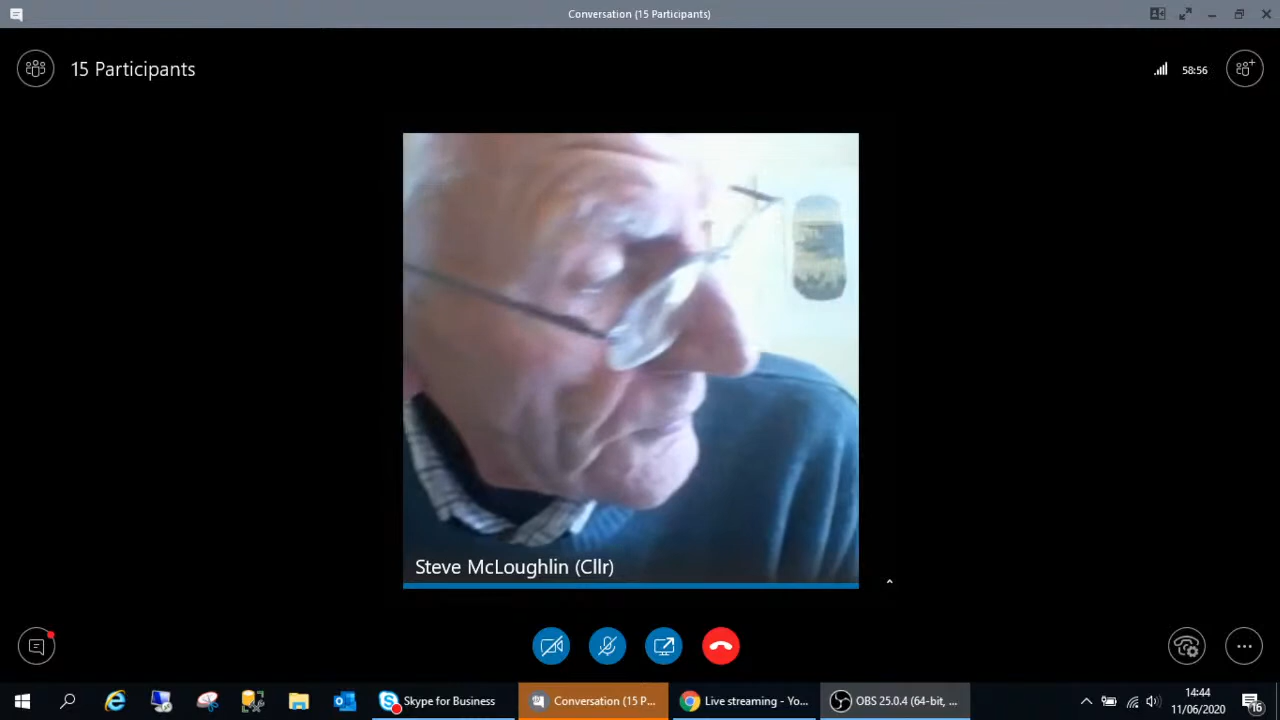 Conversation (15 Participants)
15 Participants
58:56
Steve McLoughlin (Cllr)
Skype for Business
Conversation (15 P...
Live streaming - Yo...
OBS 25.0.4 (64-bit, ...
14:44
11/06/2020
16